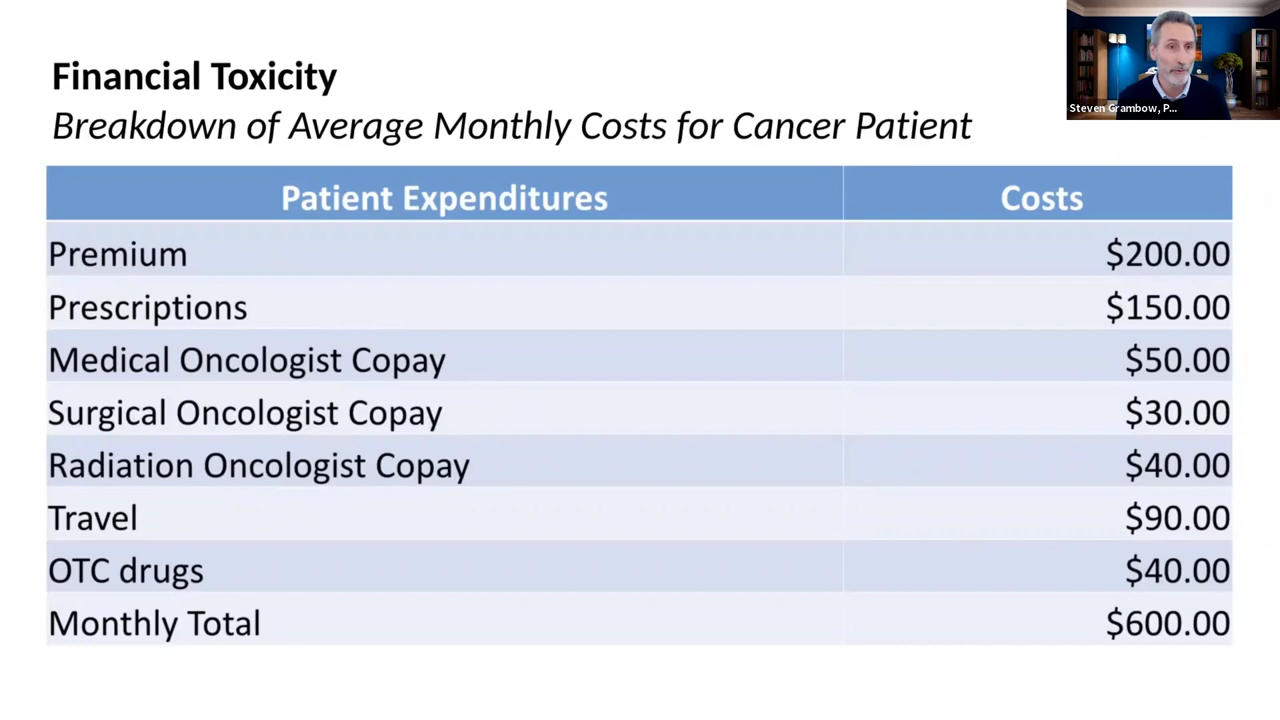 Financial Toxicity
Breakdown of Average Monthly Costs for Cancer Patient
Steven Grambow, P...
Patient Expenditures Costs
Premium $200.00
Prescriptions $150.00
Medical Oncologist Copay $50.00
Surgical Oncologist Copay $30.00
Radiation Oncologist Copay $40.00
Travel $90.00
OTC drugs $40.00
Monthly Total $600.00